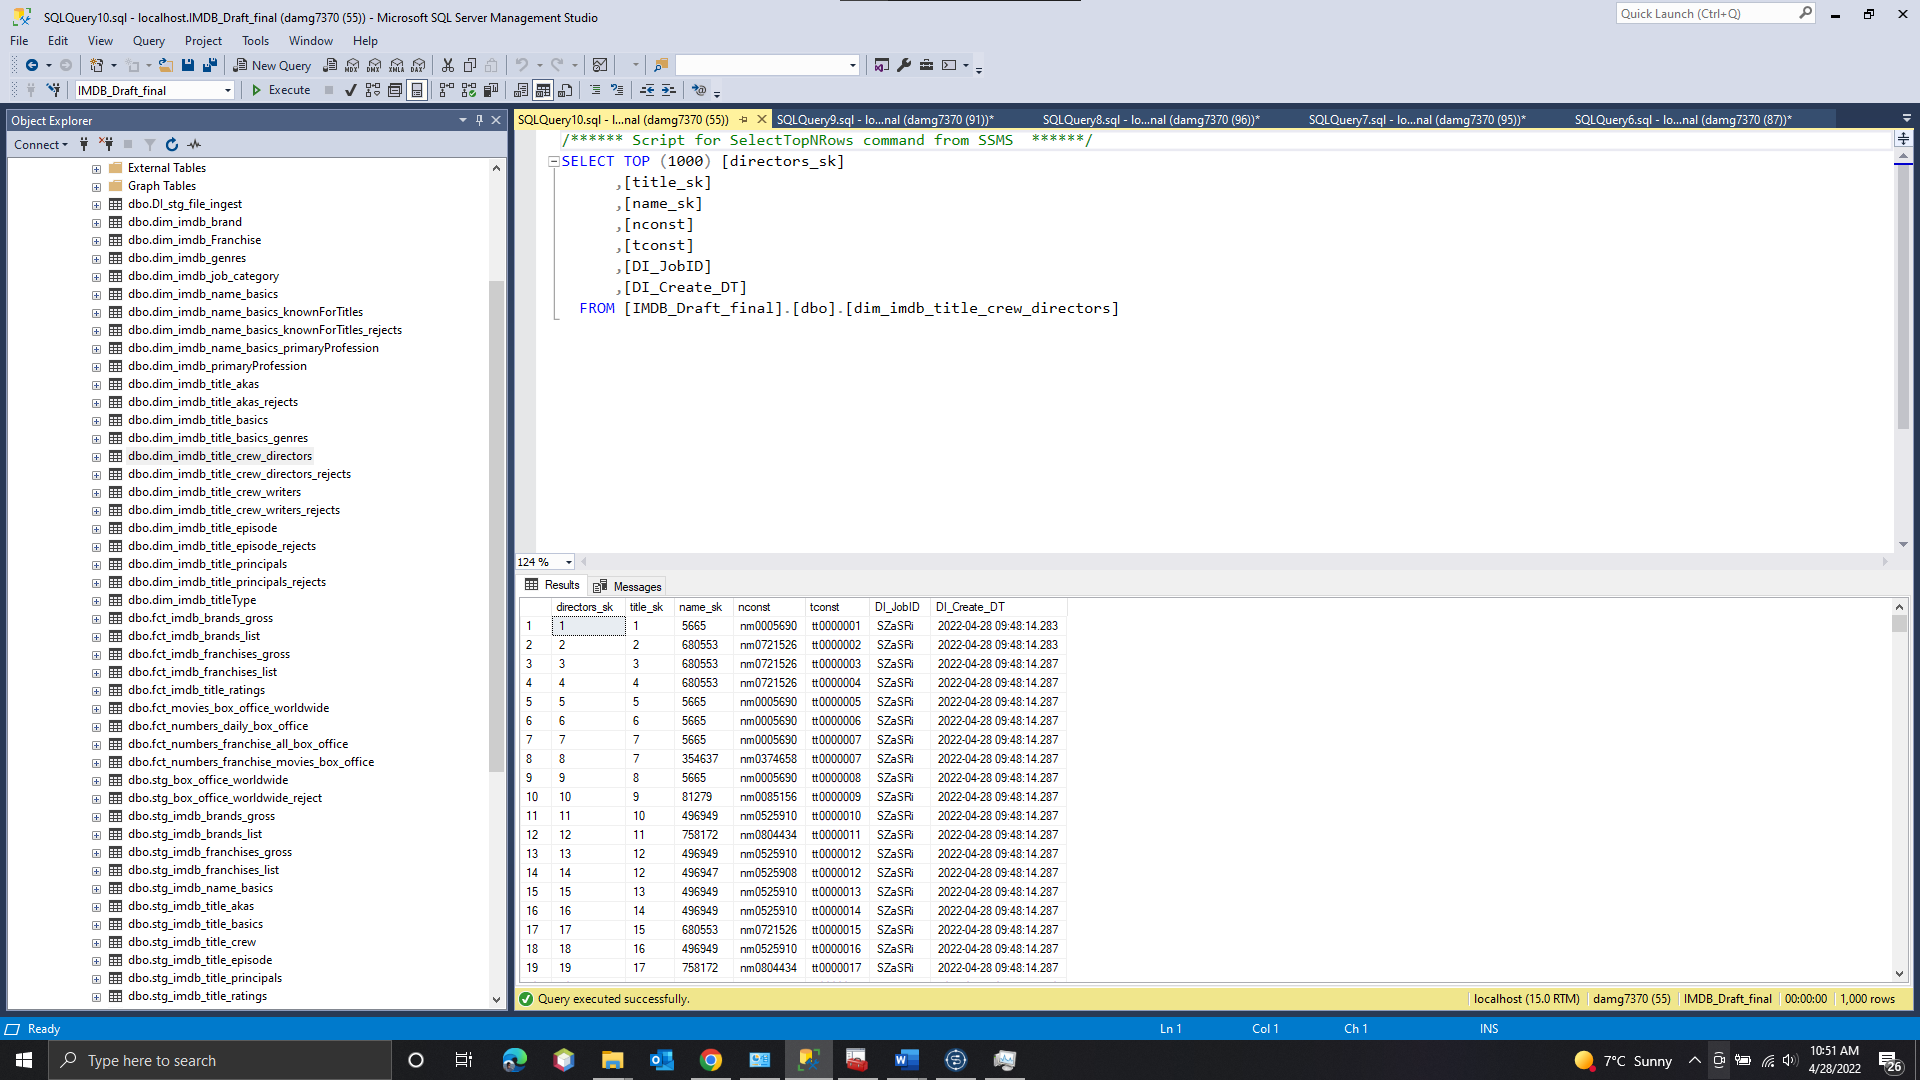 SQLQuery10.sql - localhost.IMDB_Draft_final (damg7370 (55)) - Microsoft SQL Server Management Studio
Quick Launch (Ctrl+Q)
File Edit View Query Project Tools Window Help
New Query
IMDB_Draft_final
Execute
Object Explorer
Connect
External Tables
Graph Tables
dbo.DI_stg_file_ingest
dbo.dim_imdb_brand
dbo.dim_imdb_Franchise
dbo.dim_imdb_genres
dbo.dim_imdb_job_category
dbo.dim_imdb_name_basics
dbo.dim_imdb_name_basics_knownForTitles
dbo.dim_imdb_name_basics_knownForTitles_rejects
dbo.dim_imdb_name_basics_primaryProfession
dbo.dim_imdb_primaryProfession
dbo.dim_imdb_title_akas
dbo.dim_imdb_title_akas_rejects
dbo.dim_imdb_title_basics
dbo.dim_imdb_title_basics_genres
dbo.dim_imdb_title_crew_directors
dbo.dim_imdb_title_crew_directors_rejects
dbo.dim_imdb_title_crew_writers
dbo.dim_imdb_title_crew_writers_rejects
dbo.dim_imdb_title_episode
dbo.dim_imdb_title_episode_rejects
dbo.dim_imdb_title_principals
dbo.dim_imdb_title_principals_rejects
dbo.dim_imdb_titleType
dbo.fct_imdb_brands_gross
dbo.fct_imdb_brands_list
dbo.fct_imdb_franchises_gross
dbo.fct_imdb_franchises_list
dbo.fct_imdb_title_ratings
dbo.fct_movies_box_office_worldwide
dbo.fct_numbers_daily_box_office
dbo.fct_numbers_franchise_all_box_office
dbo.fct_numbers_franchise_movies_box_office
dbo.stg_box_office_worldwide
dbo.stg_box_office_worldwide_reject
dbo.stg_imdb_brands_gross
dbo.stg_imdb_brands_list
dbo.stg_imdb_franchises_gross
dbo.stg_imdb_franchises_list
dbo.stg_imdb_name_basics
dbo.stg_imdb_title_akas
dbo.stg_imdb_title_basics
dbo.stg_imdb_title_crew
dbo.stg_imdb_title_episode
dbo.stg_imdb_title_principals
dbo.stg_imdb_title_ratings
SQLQuery10.sql - lo...nal (damg7370 (55)) SQLQuery9.sql - lo...nal (damg7370 (91))* SQLQuery8.sql - lo...nal (damg7370 (96))* SQLQuery7.sql - lo...nal (damg7370 (95))* SQLQuery6.sql - lo...nal (damg7370 (87))*
/****** Script for SelectTopNRows command from SSMS ******/
SELECT TOP (1000) [directors_sk]
,[title_sk]
,[name_sk]
,[nconst]
,[tconst]
,[DI_JobID]
,[DI_Create_DT]
FROM [IMDB_Draft_final].[dbo].[dim_imdb_title_crew_directors]
124 %
Results Messages
directors_sk title_sk name_sk nconst tconst DI_JobID DI_Create_DT
1 1 1 5665 nm0005690 tt0000001 SZaSRi 2022-04-28 09:48:14.283
2 2 2 680553 nm0721526 tt0000002 SZaSRi 2022-04-28 09:48:14.283
3 3 3 680553 nm0721526 tt0000003 SZaSRi 2022-04-28 09:48:14.287
4 4 4 680553 nm0721526 tt0000004 SZaSRi 2022-04-28 09:48:14.287
5 5 5 5665 nm0005690 tt0000005 SZaSRi 2022-04-28 09:48:14.287
6 6 6 5665 nm0005690 tt0000006 SZaSRi 2022-04-28 09:48:14.287
7 7 7 5665 nm0005690 tt0000007 SZaSRi 2022-04-28 09:48:14.287
8 8 7 354637 nm0374658 tt0000007 SZaSRi 2022-04-28 09:48:14.287
9 9 8 5665 nm0005690 tt0000008 SZaSRi 2022-04-28 09:48:14.287
10 10 9 81279 nm0085156 tt0000009 SZaSRi 2022-04-28 09:48:14.287
11 11 10 496949 nm0525910 tt0000010 SZaSRi 2022-04-28 09:48:14.287
12 12 11 758172 nm0804434 tt0000011 SZaSRi 2022-04-28 09:48:14.287
13 13 12 496949 nm0525910 tt0000012 SZaSRi 2022-04-28 09:48:14.287
14 14 12 496947 nm0525908 tt0000012 SZaSRi 2022-04-28 09:48:14.287
15 15 13 496949 nm0525910 tt0000013 SZaSRi 2022-04-28 09:48:14.287
16 16 14 496949 nm0525910 tt0000014 SZaSRi 2022-04-28 09:48:14.287
17 17 15 680553 nm0721526 tt0000015 SZaSRi 2022-04-28 09:48:14.287
18 18 16 496949 nm0525910 tt0000016 SZaSRi 2022-04-28 09:48:14.287
19 19 17 758172 nm0804434 tt0000017 SZaSRi 2022-04-28 09:48:14.287
Query executed successfully. localhost (15.0 RTM) damg7370 (55) IMDB_Draft_final 00:00:00 1,000 rows
Ready Ln 1 Col 1 Ch 1 INS
Type here to search
7°C Sunny
10:51 AM
4/28/2022
26